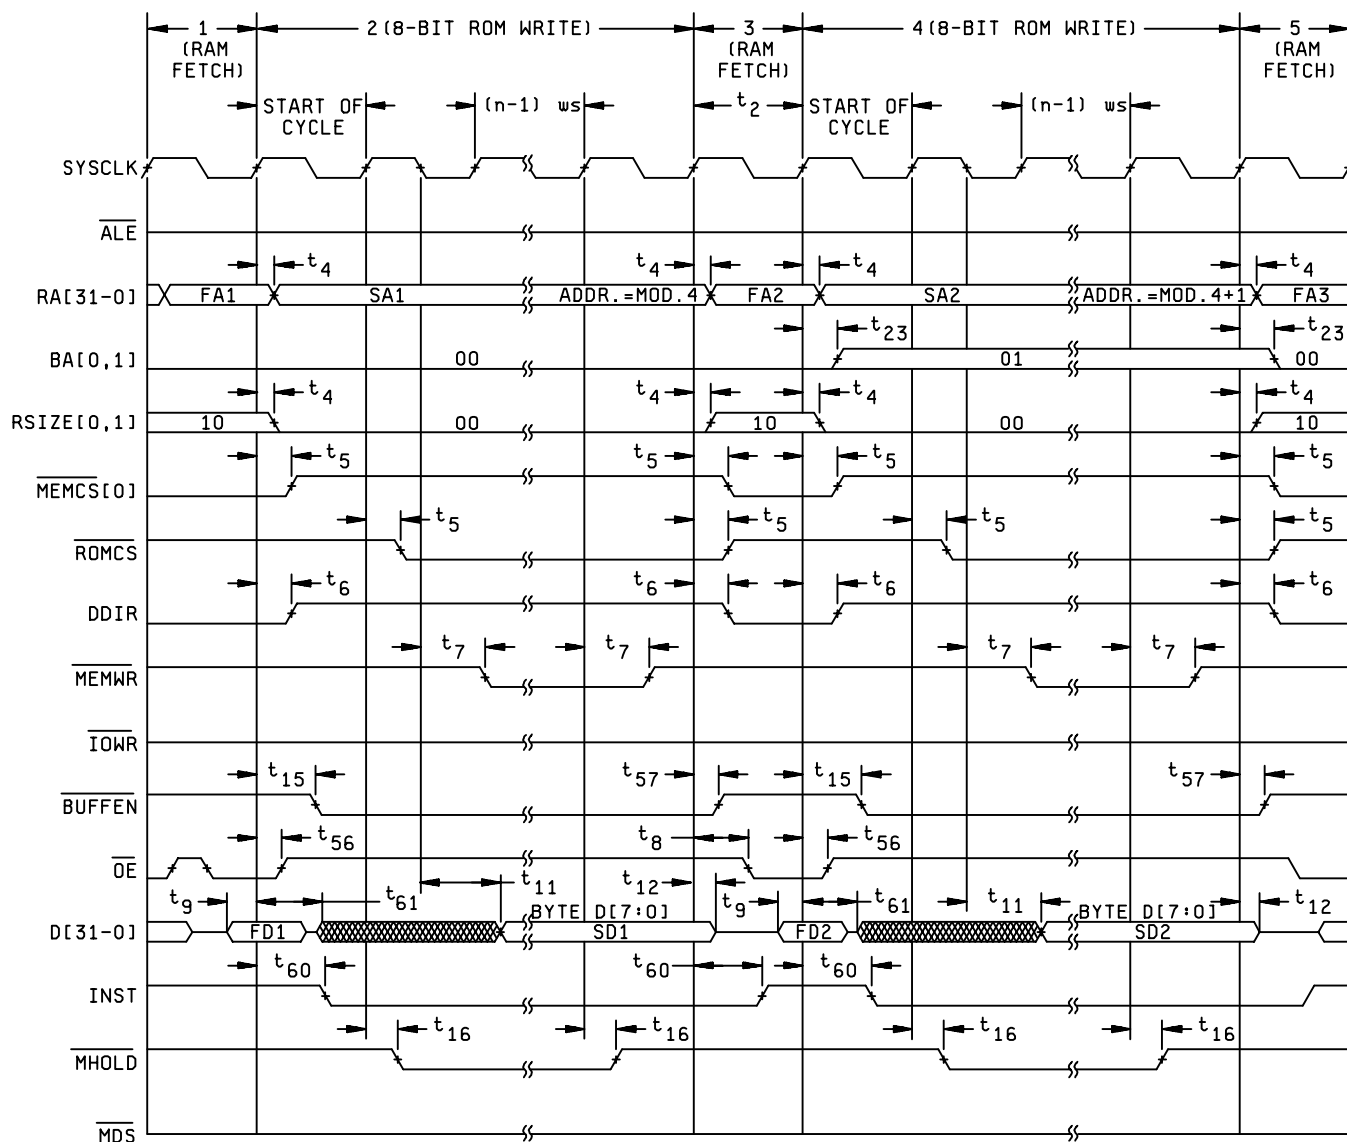 1 2(8-BIT ROM WRITE) 3 4(8-BIT ROM WRITE) 5
(RAM FETCH) (RAM FETCH) (RAM FETCH)
START OF CYCLE (n-1) ws t2 START OF CYCLE (n-1) ws
SYSCLK
ALE
t4 t4 t4 t4
RA[31-0] FA1 SA1 ADDR.=MOD.4 FA2 SA2 ADDR.=MOD.4+1 FA3
t23 t23
BA[0,1] 00 01 00
t4 t4 t4 t4
RSIZE[0,1] 10 00 10 00 10
t5 t5 t5 t5
MEMCS[0]
t5 t5 t5 t5
ROMCS
t6 t6 t6 t6
DDIR
t7 t7 t7 t7
MEMWR
IOWR
t15 t57 t15 t57
BUFFEN
t56 t8 t56
OE
t9 t61 t11 t12 t9 t61 t11 t12
BYTE D[7:0] BYTE D[7:0]
D[31-0] FD1 SD1 FD2 SD2
t60 t60 t60
INST
t16 t16 t16 t16
MHOLD
MDS